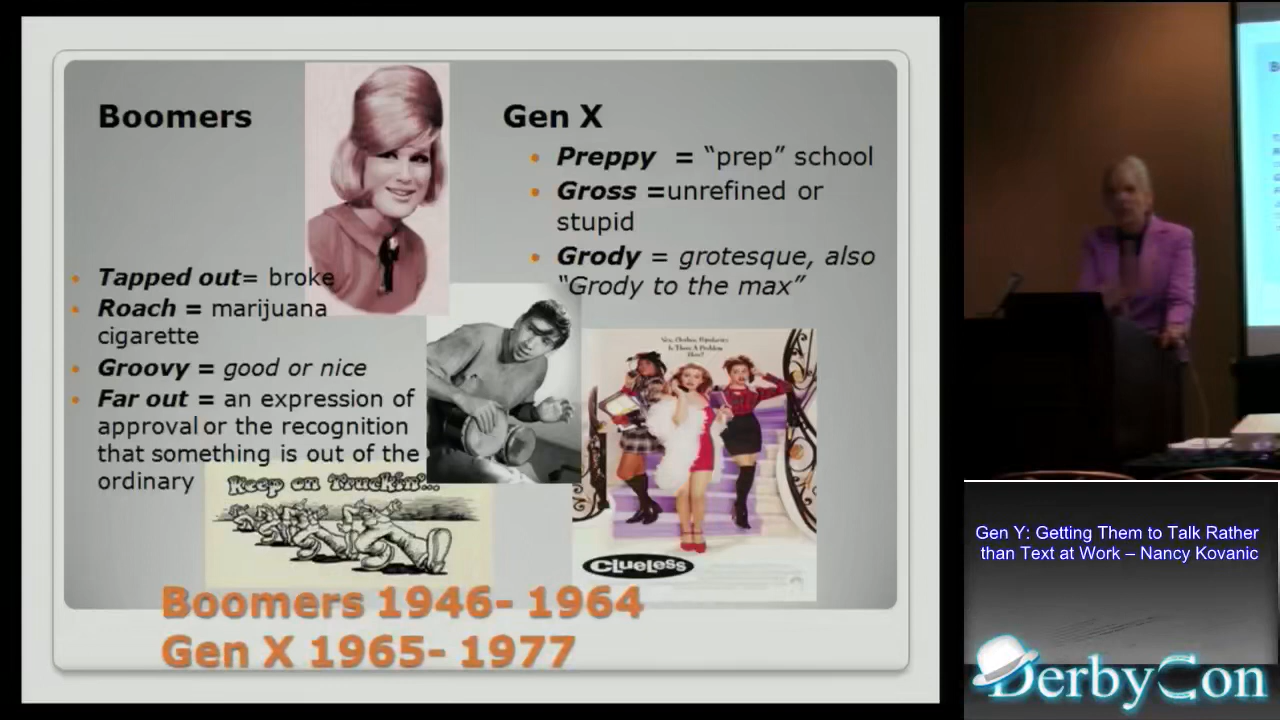 Boomers
Tapped out= broke
Roach = marijuana
cigarette
Groovy = good or nice
Far out = an expression of
approval or the recognition
that something is out of the
ordinary
Gen X
Preppy = “prep” school
Gross =unrefined or
stupid
Grody = grotesque, also
“Grody to the max”
Keep on Truckin'...
CLUELESS
Boomers 1946- 1964
Gen X 1965- 1977
Gen Y: Getting Them to Talk Rather
than Text at Work – Nancy Kovanic
DerbyCon